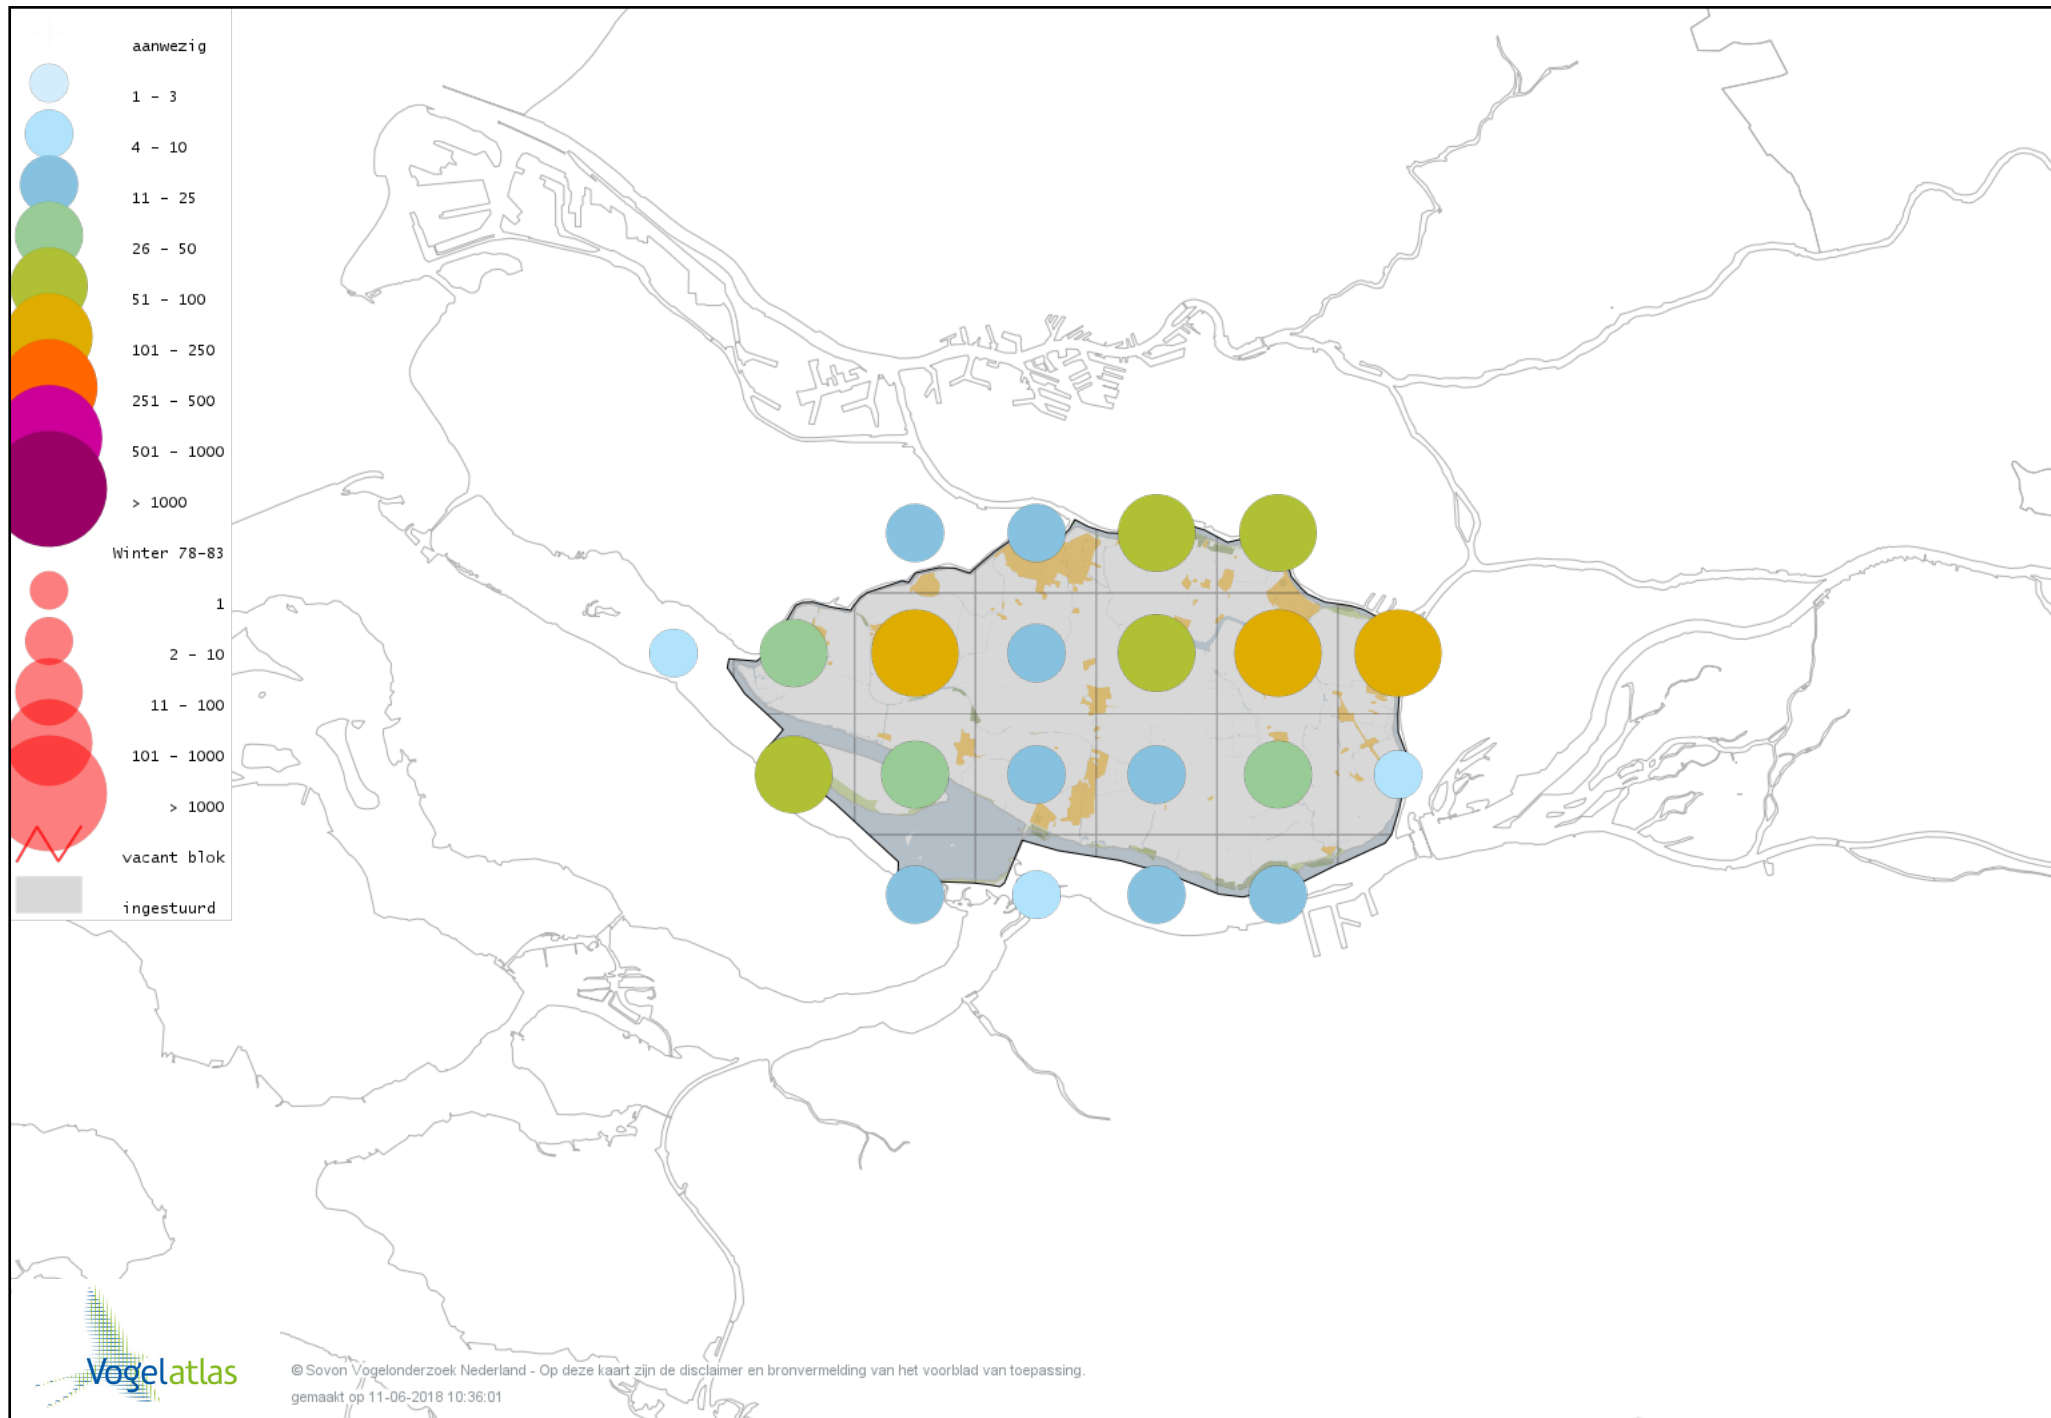 aanwezig
1 - 3
4 - 10
11 - 25
26 - 50
51 - 100
101 - 250
251 - 500
501 - 1000
> 1000
Winter 78-83
1
2 - 10
11 - 100
101 - 1000
> 1000
vacant blok
ingestuurd
Vogelatlas
© Sovon Vogelonderzoek Nederland - Op deze kaart zijn de disclaimer en bronvermelding van het voorblad van toepassing.
gemaakt op 11-06-2018 10:36:01